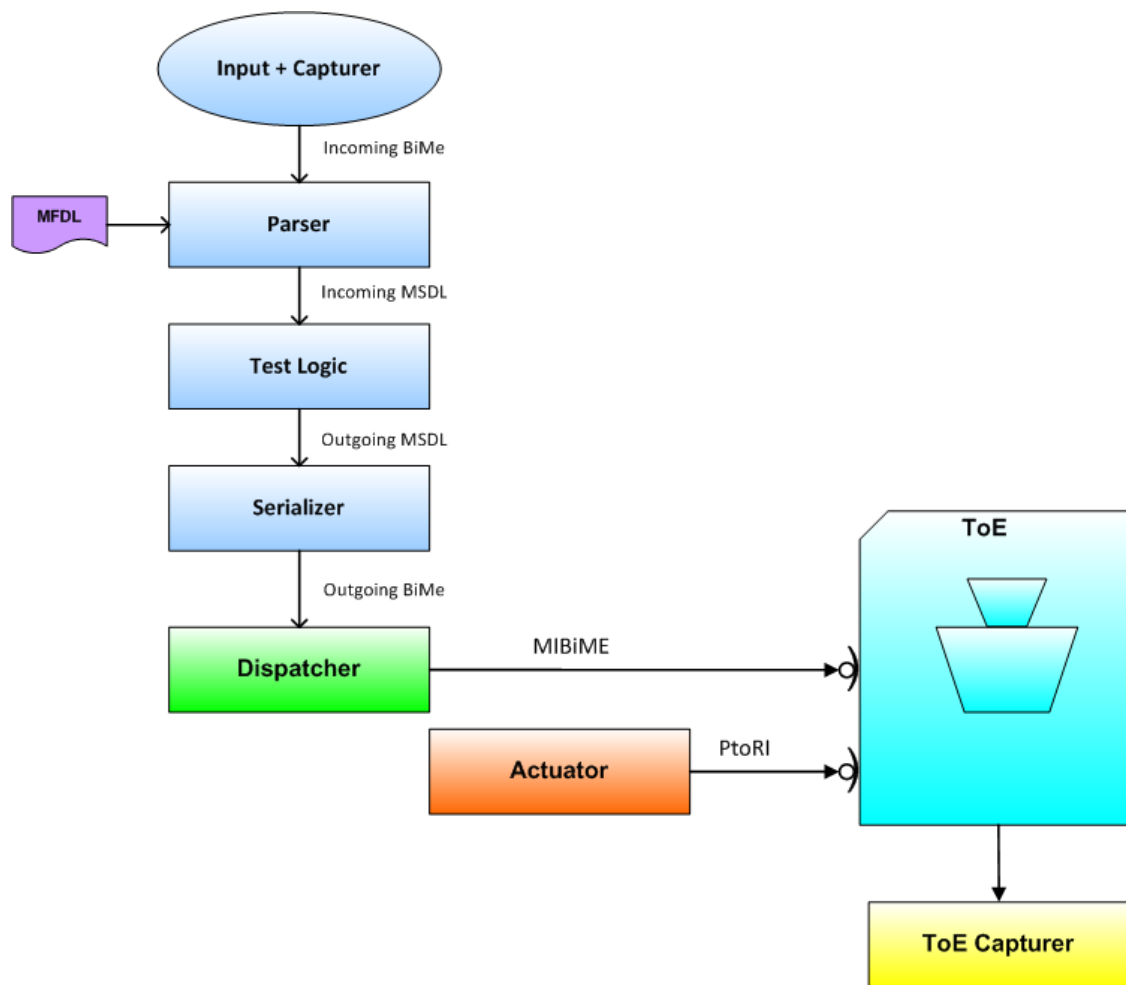 Input + Capturer
Incoming BiMe
MFDL
Parser
Incoming MSDL
Test Logic
Outgoing MSDL
Serializer
ToE
Outgoing BiMe
MIBiME
Dispatcher
PtoRI
Actuator
ToE Capturer